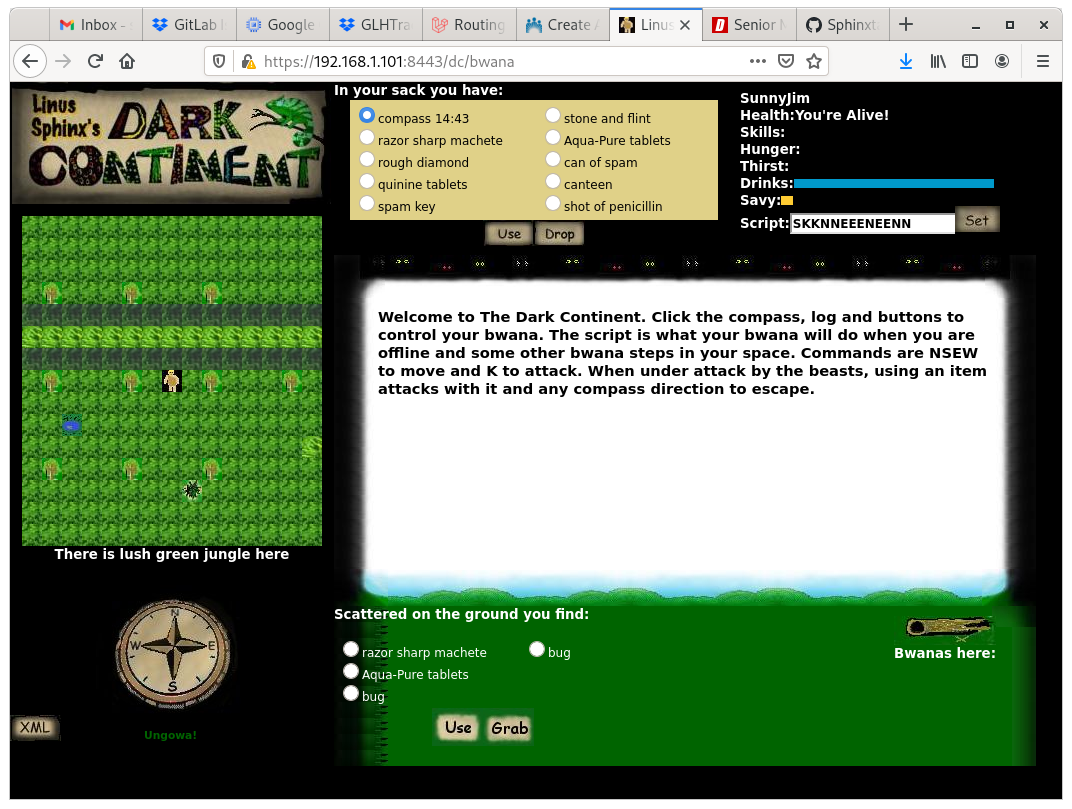 Inbox -
GitLab
Google
GLHTra
Routing
Create
Linus
Senior
Sphinxt
https://192.168.1.101:8443/dc/bwana
Linus
Sphinx's DARK
CONTINENT
In your sack you have:
compass 14:43
stone and flint
razor sharp machete
Aqua-Pure tablets
rough diamond
can of spam
quinine tablets
canteen
spam key
shot of penicillin
Use Drop
SunnyJim
Health:You're Alive!
Skills:
Hunger:
Thirst:
Drinks:
Savy:
Script: SKKNNEEENEENN Set
Welcome to The Dark Continent. Click the compass, log and buttons to
control your bwana. The script is what your bwana will do when you are
offline and some other bwana steps in your space. Commands are NSEW
to move and K to attack. When under attack by the beasts, using an item
attacks with it and any compass direction to escape.
There is lush green jungle here
N
W E
S
XML
Ungowa!
Scattered on the ground you find:
razor sharp machete
bug
Aqua-Pure tablets
bug
Use Grab
Bwanas here: